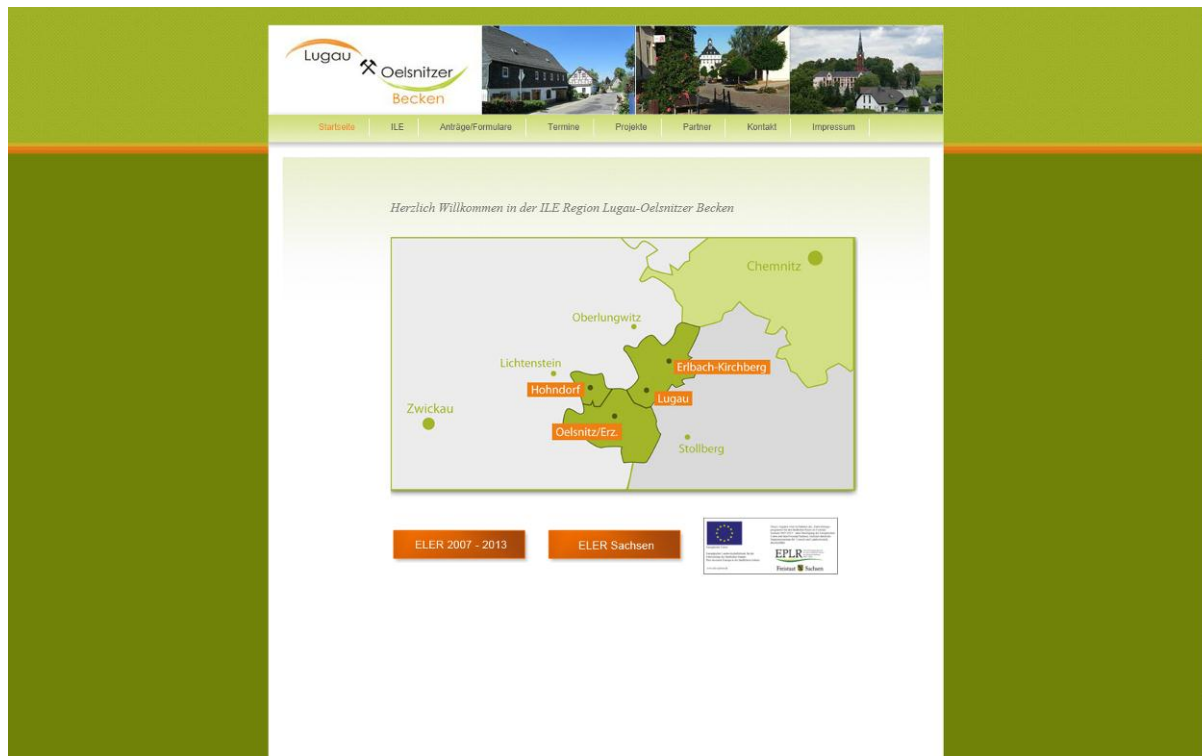 Lugau
Oelsnitzer
Becken
Startseite ILE Anträge/Formulare Termine Projekte Partner Kontakt Impressum
Herzlich Willkommen in der ILE Region Lugau-Oelsnitzer Becken
Chemnitz
Oberlungwitz
Lichtenstein
Erlbach-Kirchberg
Hohndorf
Lugau
Zwickau
Oelsnitz/Erz.
Stollberg
ELER 2007 - 2013
ELER Sachsen
EPLR
Freistaat Sachsen